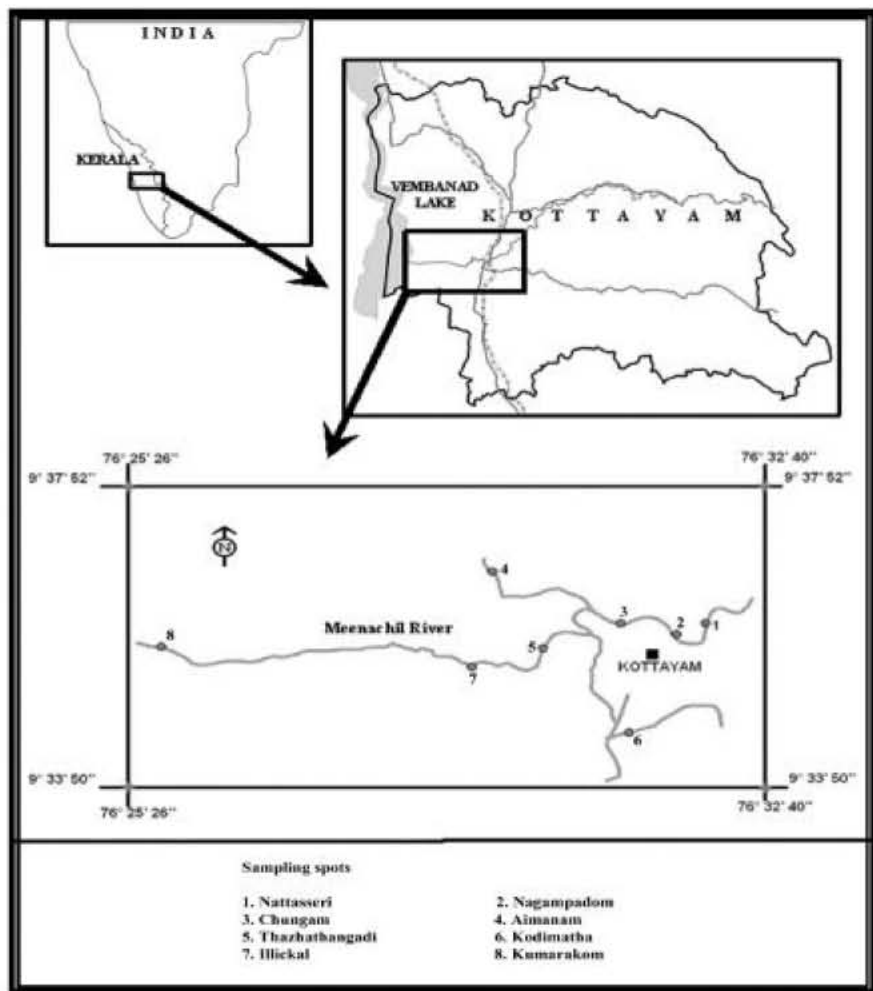 INDIA
KERALA
VEMBANAD
LAKE
KOTTAYAM
76° 25' 26"
76° 32' 40"
9° 37' 52"
9° 37' 52"
N
4
3
2
1
Meenachil River
8
5
7
KOTTAYAM
6
9° 33' 50"
9° 33' 50"
76° 25' 26"
76° 32' 40"
Sampling spots
1. Nattasseri 2. Nagampadom
3. Chungam 4. Aimanam
5. Thazhathangadi 6. Kodimatha
7. Illickal 8. Kumarakom